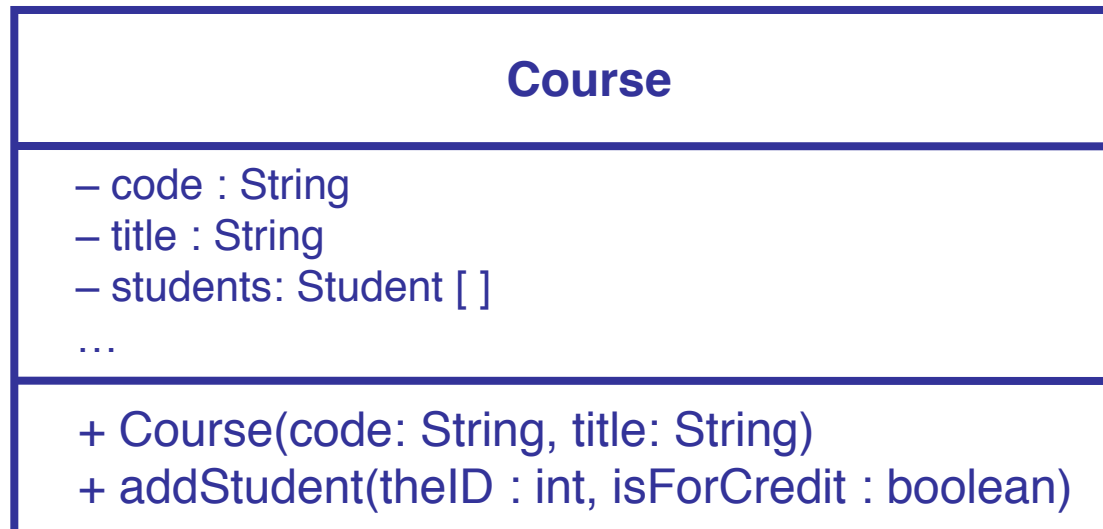 Course
– code : String
– title : String
– students: Student [ ]
…
+ Course(code: String, title: String)
+ addStudent(theID : int, isForCredit : boolean)